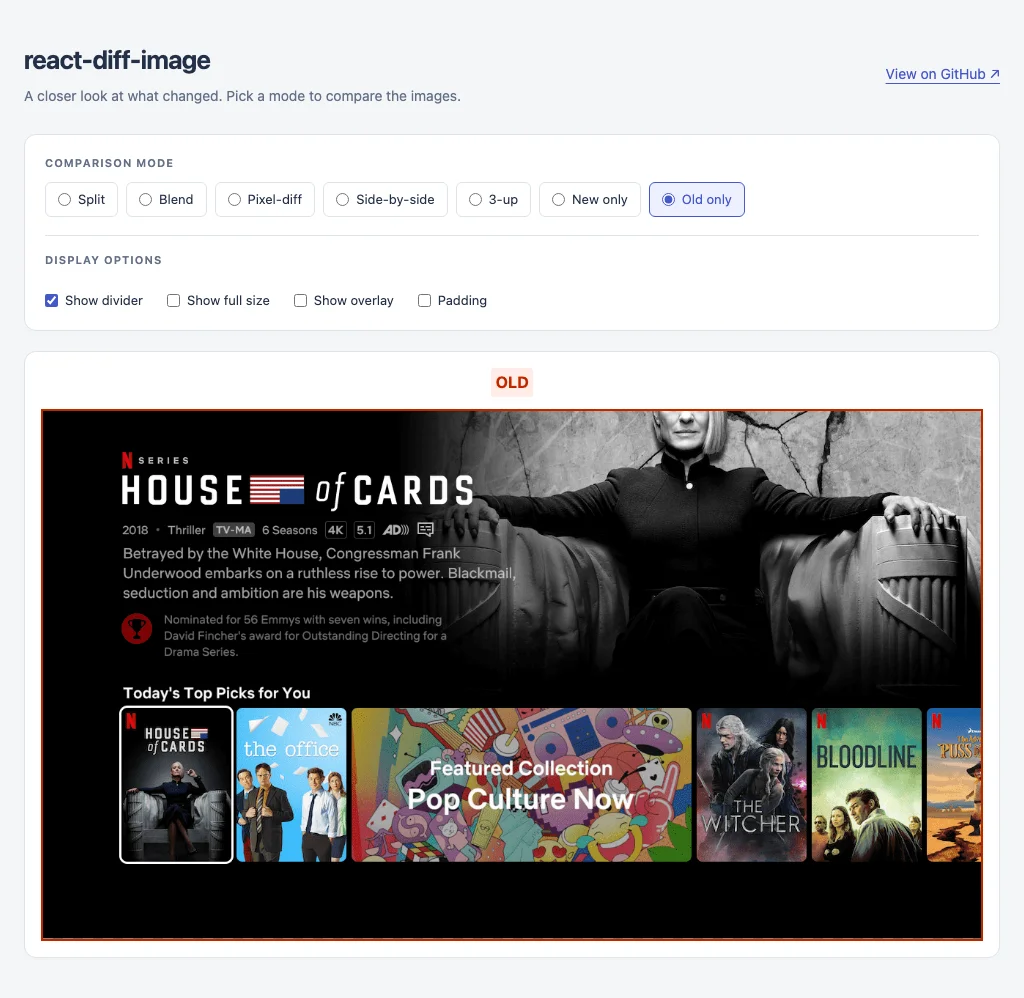 react-diff-image
View on GitHub ↗
A closer look at what changed. Pick a mode to compare the images.
COMPARISON MODE
Split
Blend
Pixel-diff
Side-by-side
3-up
New only
Old only
DISPLAY OPTIONS
Show divider
Show full size
Show overlay
Padding
OLD
N SERIES
HOUSE of CARDS
2018 • Thriller TV-MA 6 Seasons 4K 5.1 AD)))
Betrayed by the White House, Congressman Frank
Underwood embarks on a ruthless rise to power. Blackmail,
seduction and ambition are his weapons.
Nominated for 56 Emmys with seven wins, including
David Fincher's award for Outstanding Directing for a
Drama Series.
Today's Top Picks for You
N
HOUSE
of CARDS
NBC
the office
Featured Collection
Pop Culture Now
N
THE
WITCHER
N
BLOODLINE
N
PUSS